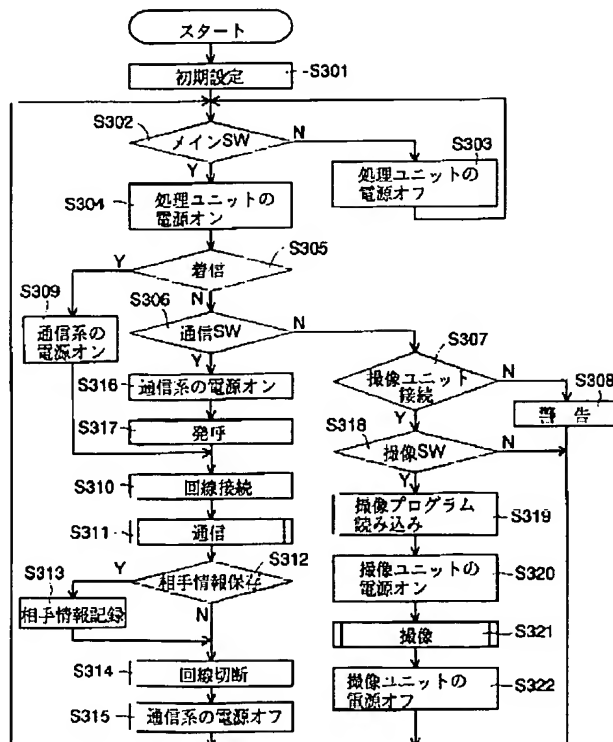 スタート
初期設定
S301
S302
メインSW
N
Y
S303
処理ユニットの
電源オフ
S304
処理ユニットの
電源オン
S305
着信
Y
N
S309
通信系の
電源オン
S306
通信SW
N
Y
S307
撮像ユニット
接続
N
Y
S308
警告
S316
通信系の電源オン
S317
発呼
S318
撮像SW
N
Y
S310
回線接続
S319
撮像プログラム
読み込み
S311
通信
S312
相手情報保存
Y
N
S313
相手情報記録
S320
撮像ユニットの
電源オン
S321
撮像
S314
回線切断
S322
撮像ユニットの
電源オフ
S315
通信系の電源オフ